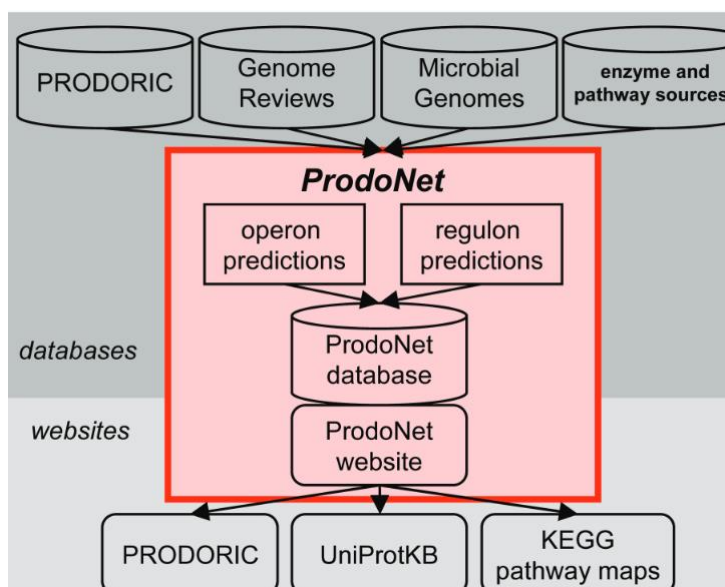 PRODORIC
Genome
Reviews
Microbial
Genomes
enzyme and
pathway sources
ProdoNet
operon
predictions
regulon
predictions
databases
ProdoNet
database
websites
ProdoNet
website
PRODORIC
UniProtKB
KEGG
pathway maps